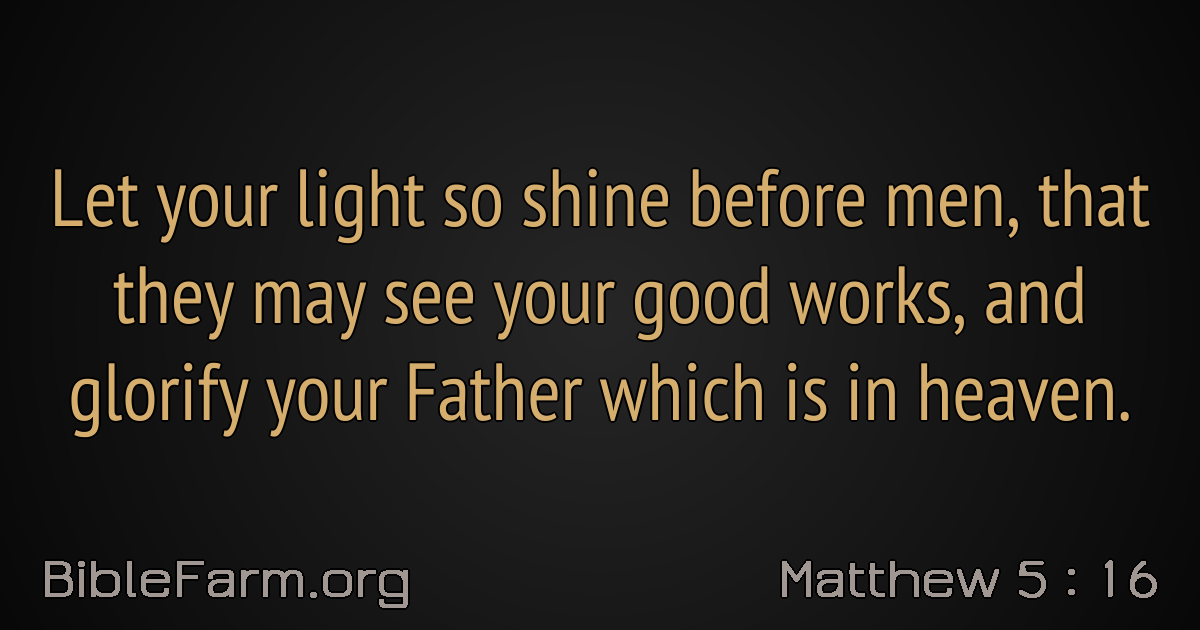 Let your light so shine before men, that
they may see your good works, and
glorify your Father which is in heaven.
BibleFarm.org
Matthew 5 : 16